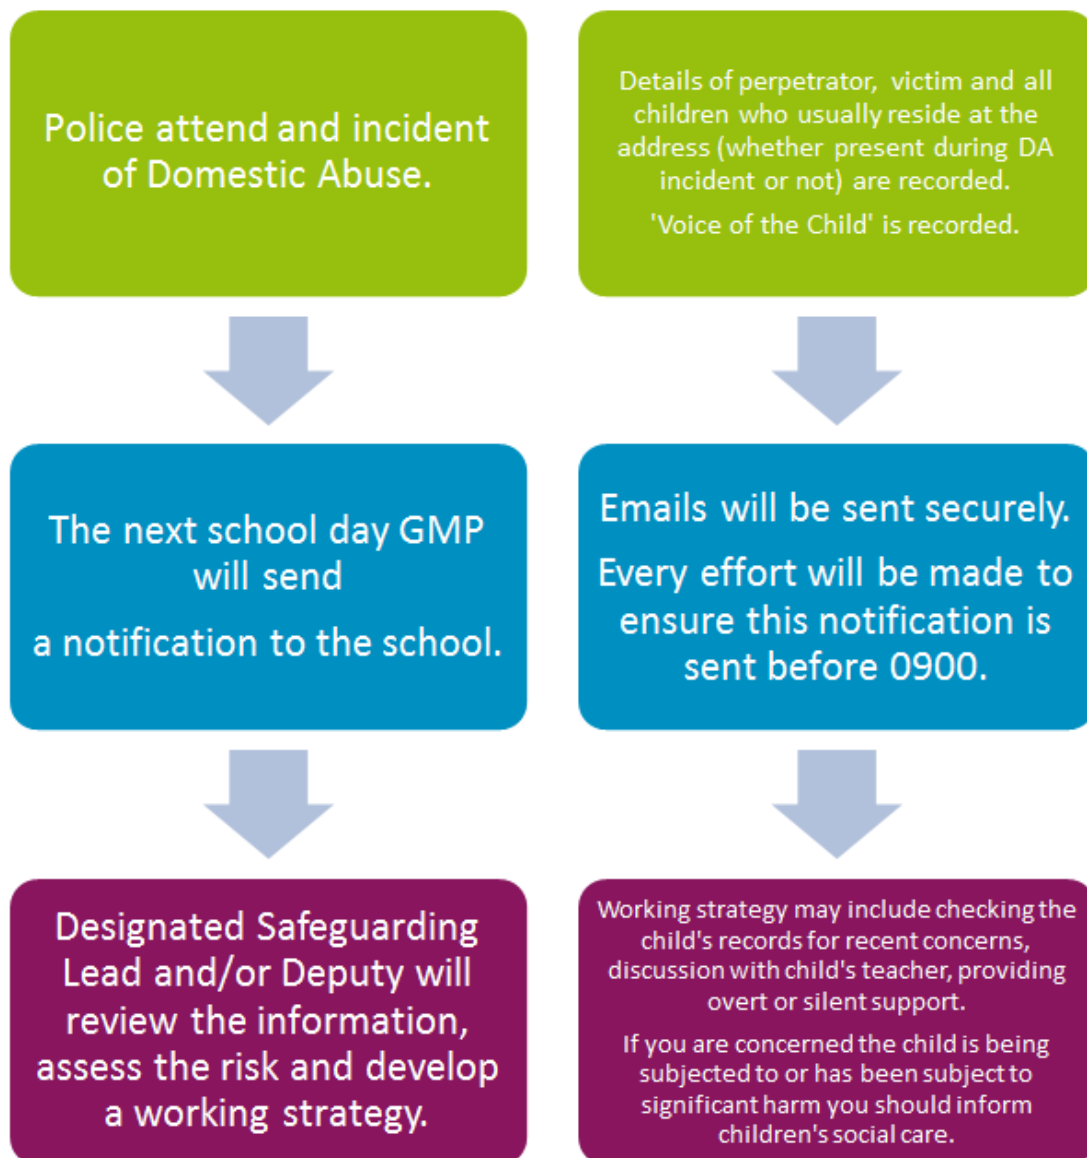 Police attend and incident
of Domestic Abuse.
Details of perpetrator, victim and all
children who usually reside at the
address (whether present during DA
incident or not) are recorded.
'Voice of the Child' is recorded.
The next school day GMP
will send
a notification to the school.
Emails will be sent securely.
Every effort will be made to
ensure this notification is
sent before 0900.
Designated Safeguarding
Lead and/or Deputy will
review the information,
assess the risk and develop
a working strategy.
Working strategy may include checking the
child's records for recent concerns,
discussion with child's teacher, providing
overt or silent support.
If you are concerned the child is being
subjected to or has been subject to
significant harm you should inform
children's social care.